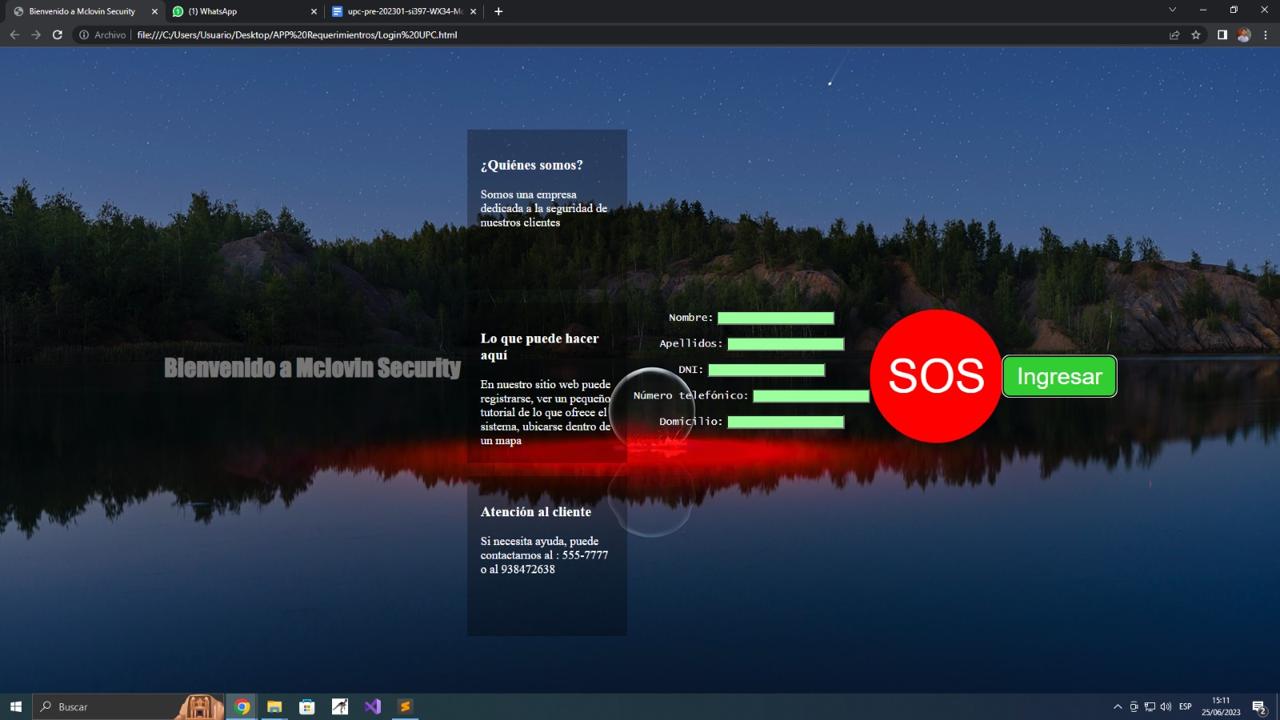 Bienvenido a Mclovin Security
(1) WhatsApp
upc-pre-202301-si397-WX34-Mc
Archivo
file:///C:/Users/Usuario/Desktop/APP%20Requerimientros/Login%20UPC.html
Bienvenido a Mclovin Security
¿Quiénes somos?
Somos una empresa
dedicada a la seguridad de
nuestros clientes
Lo que puede hacer
aquí
En nuestro sitio web puede
registrarse, ver un pequeño
tutorial de lo que ofrece el
sistema, ubicarse dentro de
un mapa
Atención al cliente
Si necesita ayuda, puede
contactarnos al : 555-7777
o al 938472638
Nombre:
Apellidos:
DNI:
Número telefónico:
Domicilio:
SOS
Ingresar
Buscar
ESP
15:11
25/06/2023
2